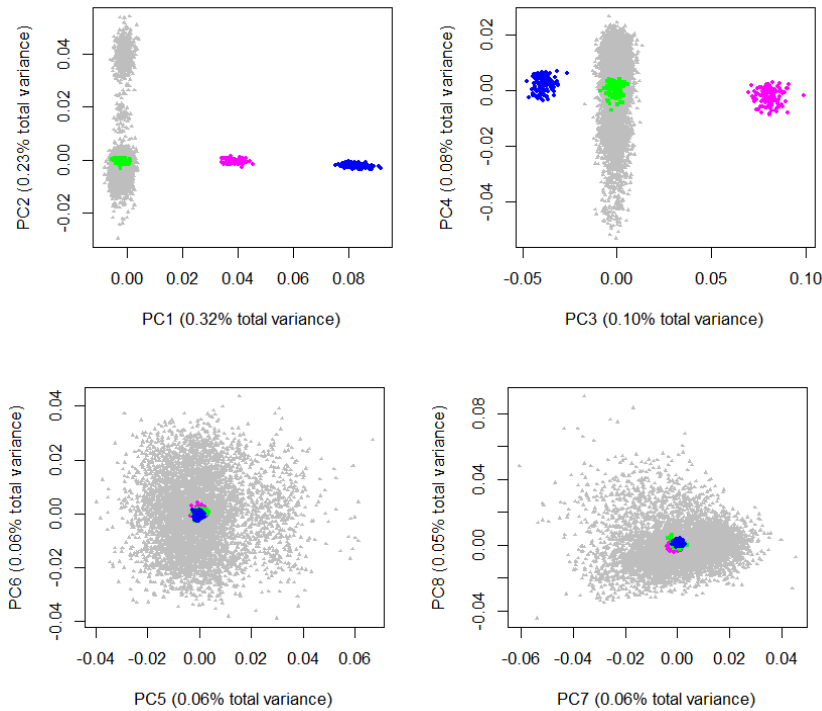 PC2 (0.23% total variance)
-0.02 0.00 0.02 0.04
0.00 0.02 0.04 0.06 0.08
PC1 (0.32% total variance)
PC4 (0.08% total variance)
-0.04 -0.02 0.00 0.02
-0.05 0.00 0.05 0.10
PC3 (0.10% total variance)
PC6 (0.06% total variance)
-0.04 -0.02 0.00 0.02 0.04
-0.04 -0.02 0.00 0.02 0.04 0.06
PC5 (0.06% total variance)
PC8 (0.05% total variance)
-0.04 0.00 0.04 0.08
-0.06 -0.04 -0.02 0.00 0.02 0.04
PC7 (0.06% total variance)